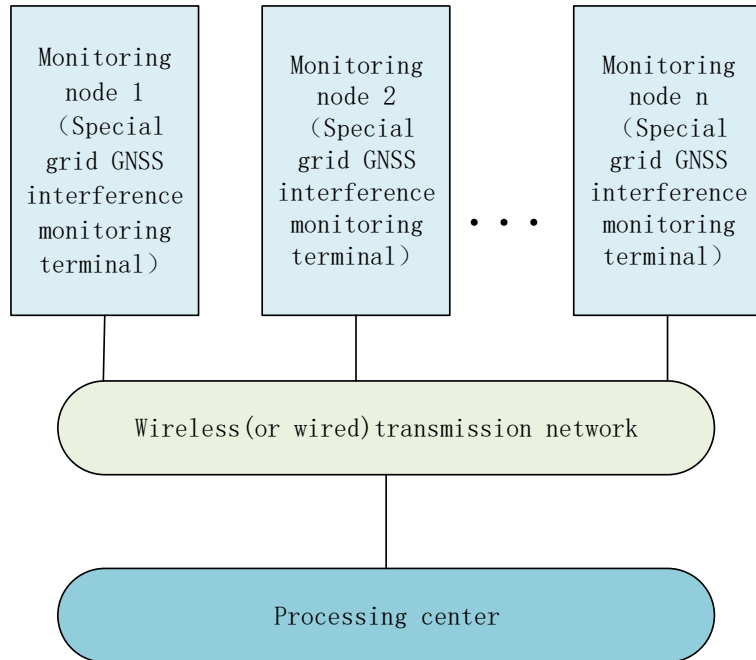 Monitoring
node 1
（Special
grid GNSS
interference
monitoring
terminal）
Monitoring
node 2
（Special
grid GNSS
interference
monitoring
terminal）
• • •
Monitoring
node n
（Special
grid GNSS
interference
monitoring
terminal）
Wireless(or wired)transmission network
Processing center